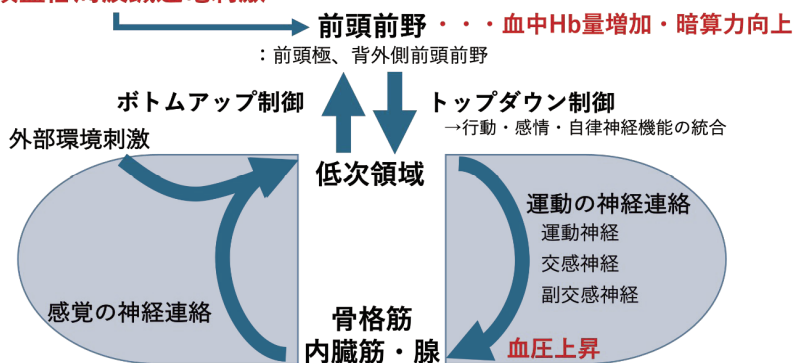 前頭前野・・・血中Hb量増加・暗算力向上
：前頭極、背外側前頭前野
ボトムアップ制御
トップダウン制御
→行動・感情・自律神経機能の統合
外部環境刺激
低次領域
運動の神経連絡
運動神経
交感神経
副交感神経
感覚の神経連絡
骨格筋
内臓筋・腺
血圧上昇